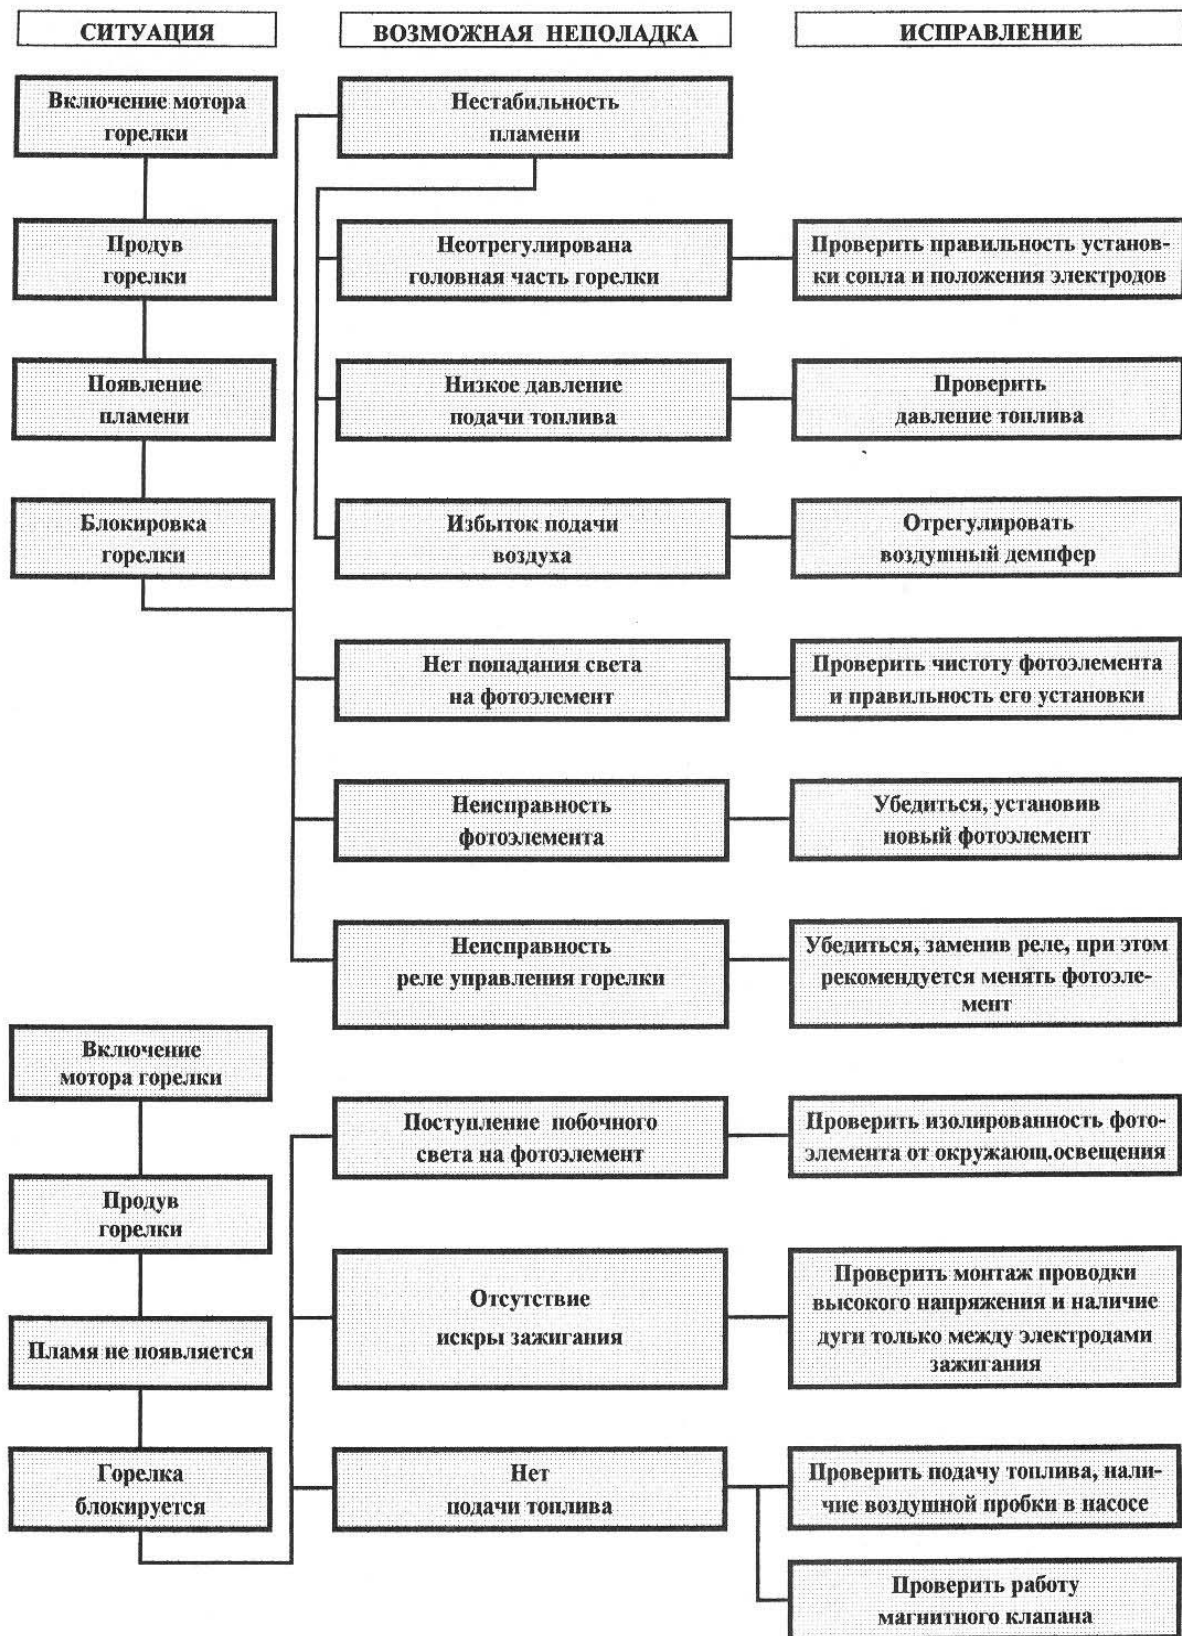 СИТУАЦИЯ
ВОЗМОЖНАЯ НЕПОЛАДКА
ИСПРАВЛЕНИЕ
Включение мотора
горелки
Продув
горелки
Появление
пламени
Блокировка
горелки
Нестабильность
пламени
Неотрегулирована
головная часть горелки
Проверить правильность установ-
ки сопла и положения электродов
Низкое давление
подачи топлива
Проверить
давление топлива
Избыток подачи
воздуха
Отрегулировать
воздушный демпфер
Нет попадания света
на фотоэлемент
Проверить чистоту фотоэлемента
и правильность его установки
Неисправность
фотоэлемента
Убедиться, установив
новый фотоэлемент
Неисправность
реле управления горелки
Убедиться, заменив реле, при этом
рекомендуется менять фотоэле-
мент
Включение
мотора горелки
Продув
горелки
Пламя не появляется
Горелка
блокируется
Поступление побочного
света на фотоэлемент
Проверить изолированность фото-
элемента от окружающ.освещения
Отсутствие
искры зажигания
Проверить монтаж проводки
высокого напряжения и наличие
дуги только между электродами
зажигания
Нет
подачи топлива
Проверить подачу топлива, нали-
чие воздушной пробки в насосе
Проверить работу
магнитного клапана